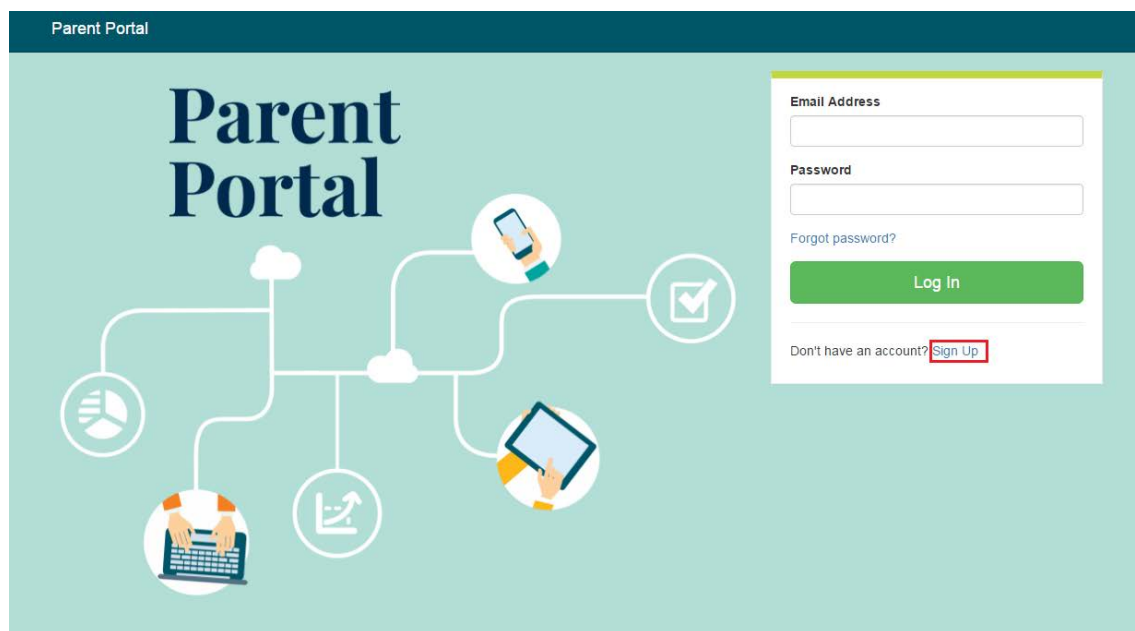 Parent Portal
Parent
Portal
Email Address
Password
Forgot password?
Log In
Don't have an account? Sign Up